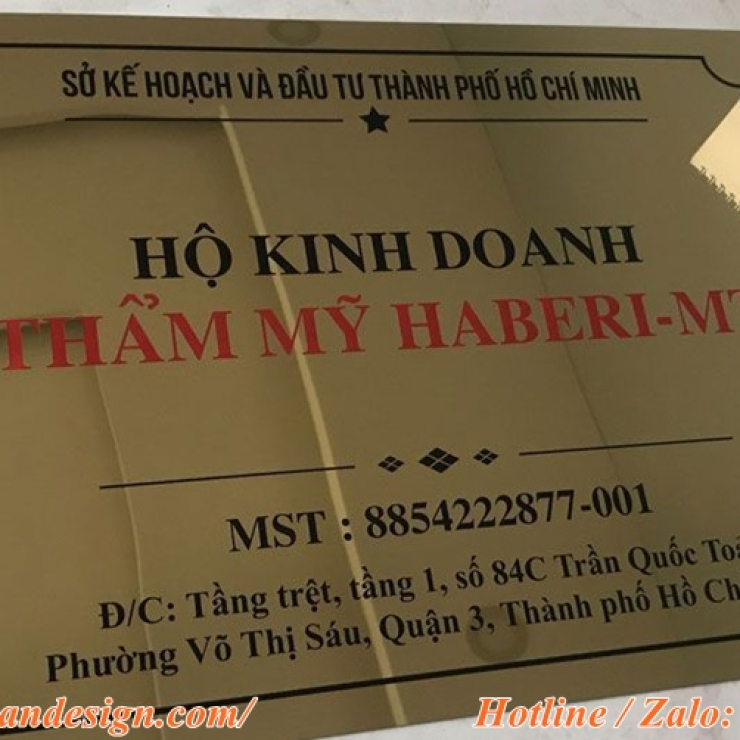 SỞ KẾ HOẠCH VÀ ĐẦU TƯ THÀNH PHỐ HỒ CHÍ MINH
HỘ KINH DOANH
THẨM MỸ HABERI-MT
MST : 8854222877-001
Đ/C: Tầng trệt, tầng 1, số 84C Trần Quốc
Phường Võ Thị Sáu, Quận 3, Thành phố Hồ
andesign.com/
Hotline / Zalo: